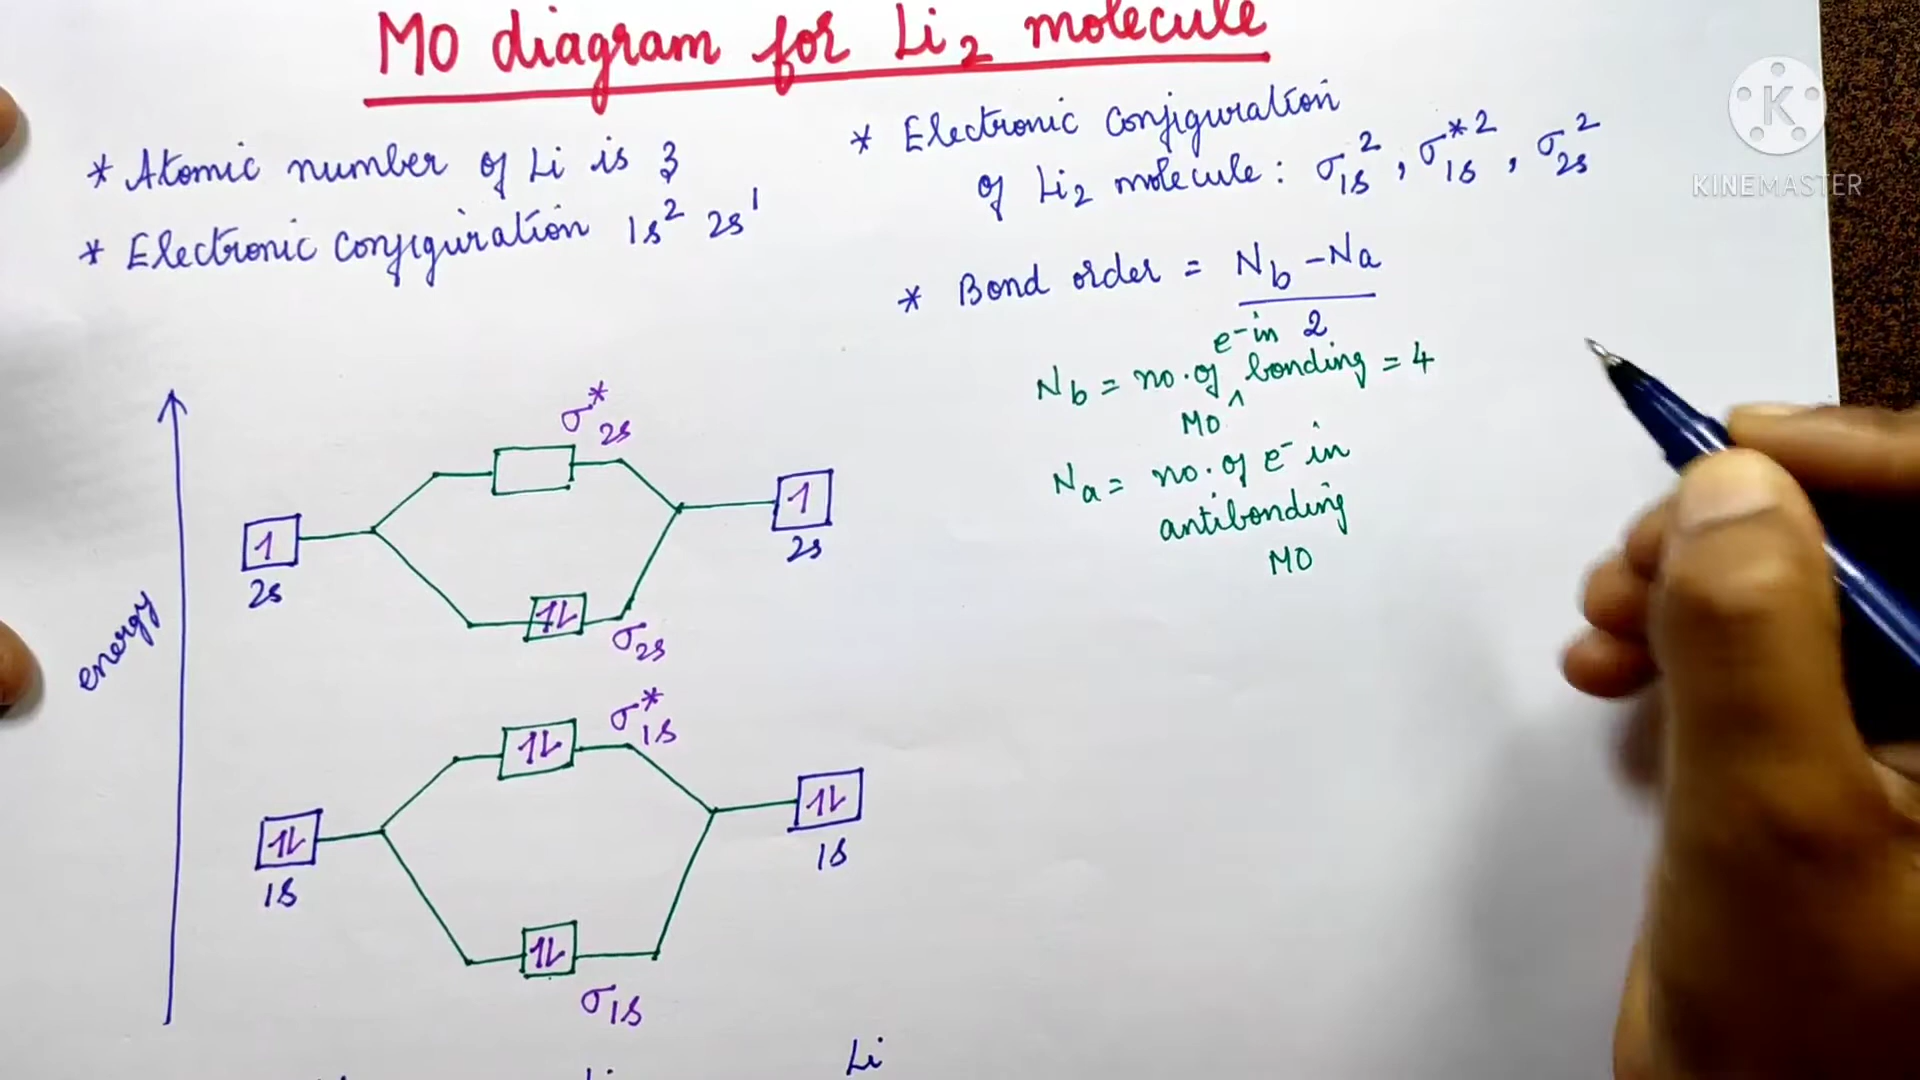 MO diagram for Li2 molecule
* Atomic number of Li is 3
* Electronic configuration 1s² 2s¹
* Electronic configuration
of Li2 molecule : σ1s², σ*1s², σ2s²
* Bond order = Nb - Na
2
e⁻ in
Nb = no. of ^ bonding = 4
MO
Na = no. of e⁻ in
antibonding
MO
energy
σ*2s
1
2s
1
2s
1L
σ2s
σ*1s
1L
1L
1s
1L
1s
1L
σ1s
Li
KINEMASTER
K